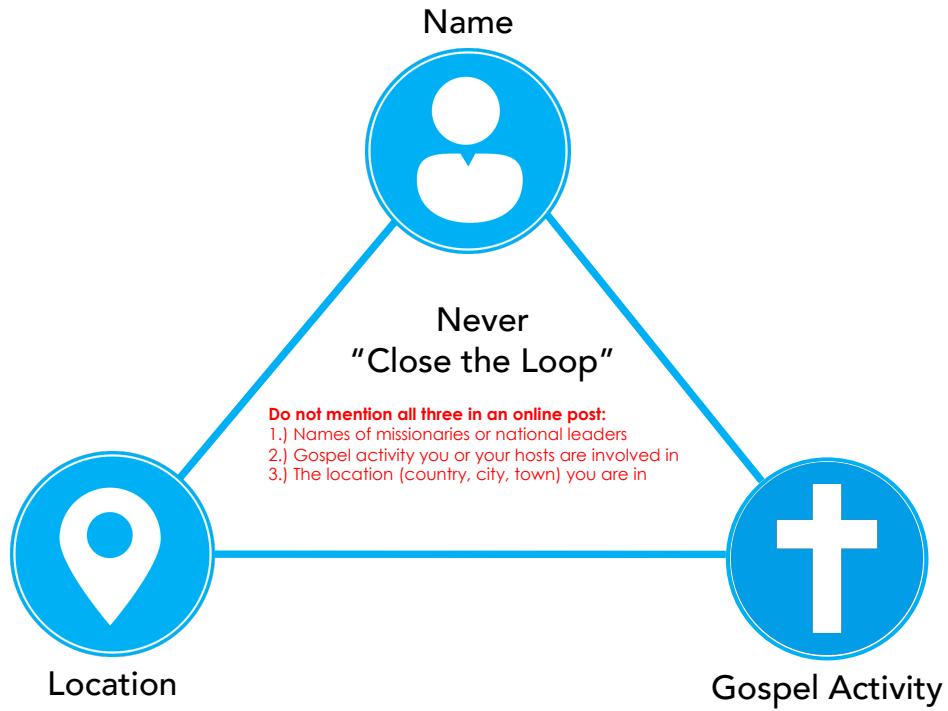 Name
Never
"Close the Loop"
Do not mention all three in an online post:
1.) Names of missionaries or national leaders
2.) Gospel activity you or your hosts are involved in
3.) The location (country, city, town) you are in
Location
Gospel Activity